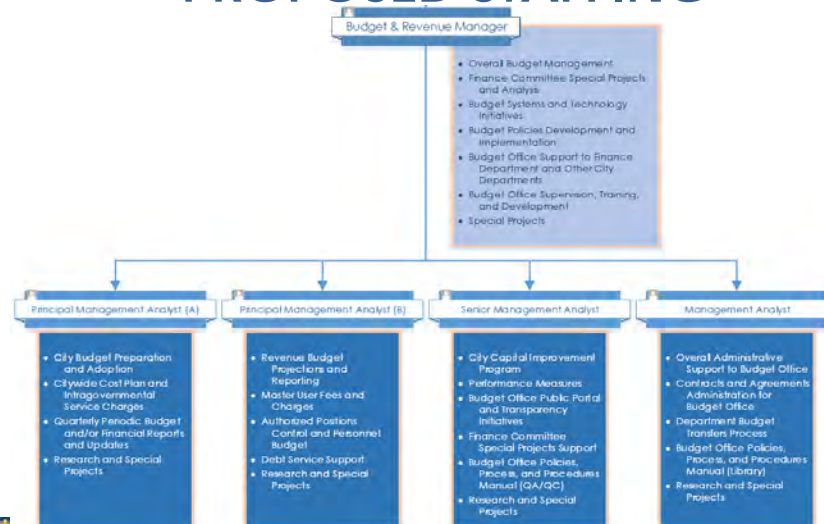 PROPOSED STAFFING
Budget & Revenue Manager
• Overall Budget Management
• Finance Committee Special Projects
and Analysis
• Budget Systems and Technology
Initiatives
• Budget Policies Development and
Implementation
• Budget Office Support to Finance
Department and Other City
Departments
• Budget Office Supervision, Training,
and Development
• Special Projects
Principal Management Analyst (A)
• City Budget Preparation
and Adoption
• Citywide Cost Plan and
Intragovernmental
Service Charges
• Quarterly Periodic Budget
and/or Financial Reports
and Updates
• Research and Special
Projects
Principal Management Analyst (B)
• Revenue Budget
Projections and
Reporting
• Master User Fees and
Charges
• Authorized Positions
Control and Personnel
Budget
• Debt Service Support
• Research and Special
Projects
Senior Management Analyst
• City Capital Improvement
Program
• Performance Measures
• Budget Office Public Portal
and Transparency
Initiatives
• Finance Committee
Special Projects Support
• Budget Office Policies,
Process, and Procedures
Manual (QA/QC)
• Research and Special
Projects
Management Analyst
• Overall Administrative
Support to Budget Office
• Contracts and Agreements
Administration for
Budget Office
• Department Budget
Transfers Process
• Budget Office Policies,
Process, and Procedures
Manual (Library)
• Research and Special
Projects